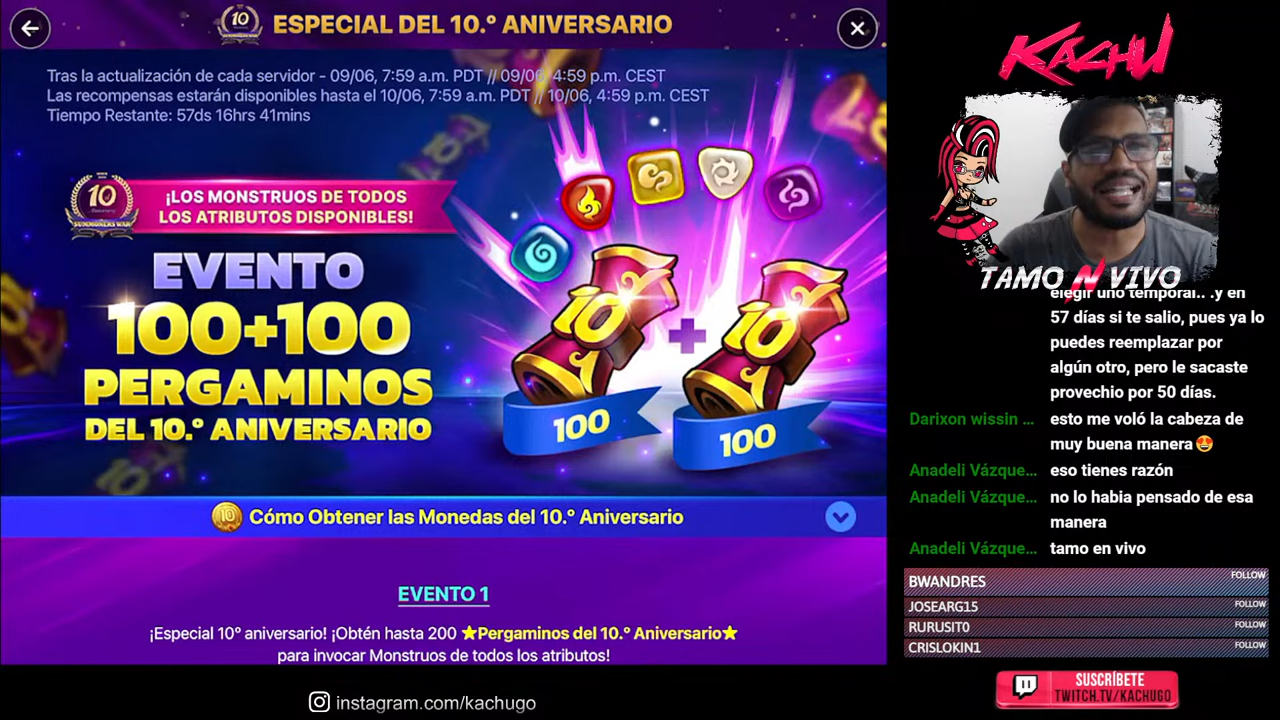 10
ESPECIAL DEL 10.º ANIVERSARIO
Tras la actualización de cada servidor - 09/06, 7:59 a.m. PDT // 09/06, 4:59 p.m. CEST
Las recompensas estarán disponibles hasta el 10/06, 7:59 a.m. PDT // 10/06, 4:59 p.m. CEST
Tiempo Restante: 57ds 16hrs 41mins
10
SUMMONERS WAR
¡LOS MONSTRUOS DE TODOS
LOS ATRIBUTOS DISPONIBLES!
EVENTO
100+100
PERGAMINOS
DEL 10.º ANIVERSARIO
10
10
100
100
10
Cómo Obtener las Monedas del 10.º Aniversario
EVENTO 1
¡Especial 10º aniversario! ¡Obtén hasta 200 ★Pergaminos del 10.º Aniversario★
para invocar Monstruos de todos los atributos!
instagram.com/kachugo
KACHU
TAMO N VIVO
elegir uno temporal.. .y en
57 días si te salio, pues ya lo
puedes reemplazar por
algún otro, pero le sacaste
provechio por 50 días.
Darixon wissin ... esto me voló la cabeza de
muy buena manera😍
Anadeli Vázque... eso tienes razón
Anadeli Vázque... no lo habia pensado de esa
manera
Anadeli Vázque... tamo en vivo
BWANDRES FOLLOW
JOSEARG15 FOLLOW
RURUSIT0 FOLLOW
CRISLOKIN1 FOLLOW
SUSCRÍBETE
TWITCH.TV/KACHUGO